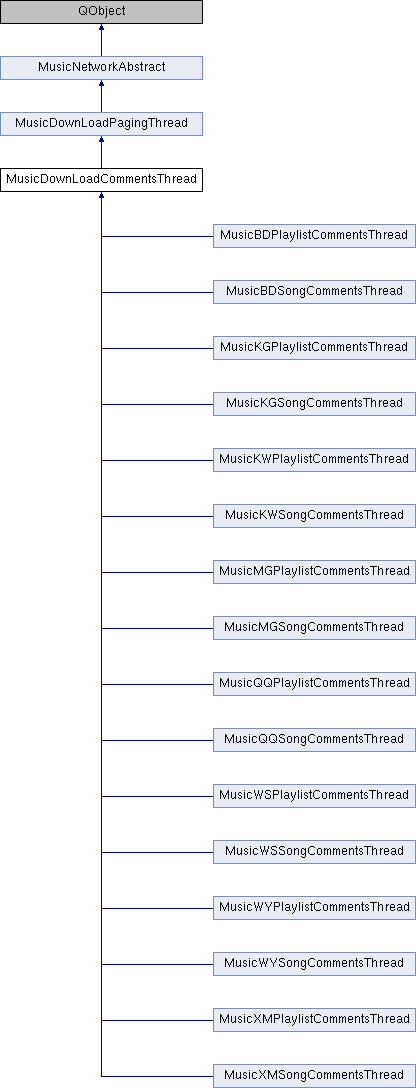 QObject
MusicNetworkAbstract
MusicDownLoadPagingThread
MusicDownLoadCommentsThread
MusicBDPlaylistCommentsThread
MusicBDSongCommentsThread
MusicKGPlaylistCommentsThread
MusicKGSongCommentsThread
MusicKWPlaylistCommentsThread
MusicKWSongCommentsThread
MusicMGPlaylistCommentsThread
MusicMGSongCommentsThread
MusicQQPlaylistCommentsThread
MusicQQSongCommentsThread
MusicWSPlaylistCommentsThread
MusicWSSongCommentsThread
MusicWYPlaylistCommentsThread
MusicWYSongCommentsThread
MusicXMPlaylistCommentsThread
MusicXMSongCommentsThread